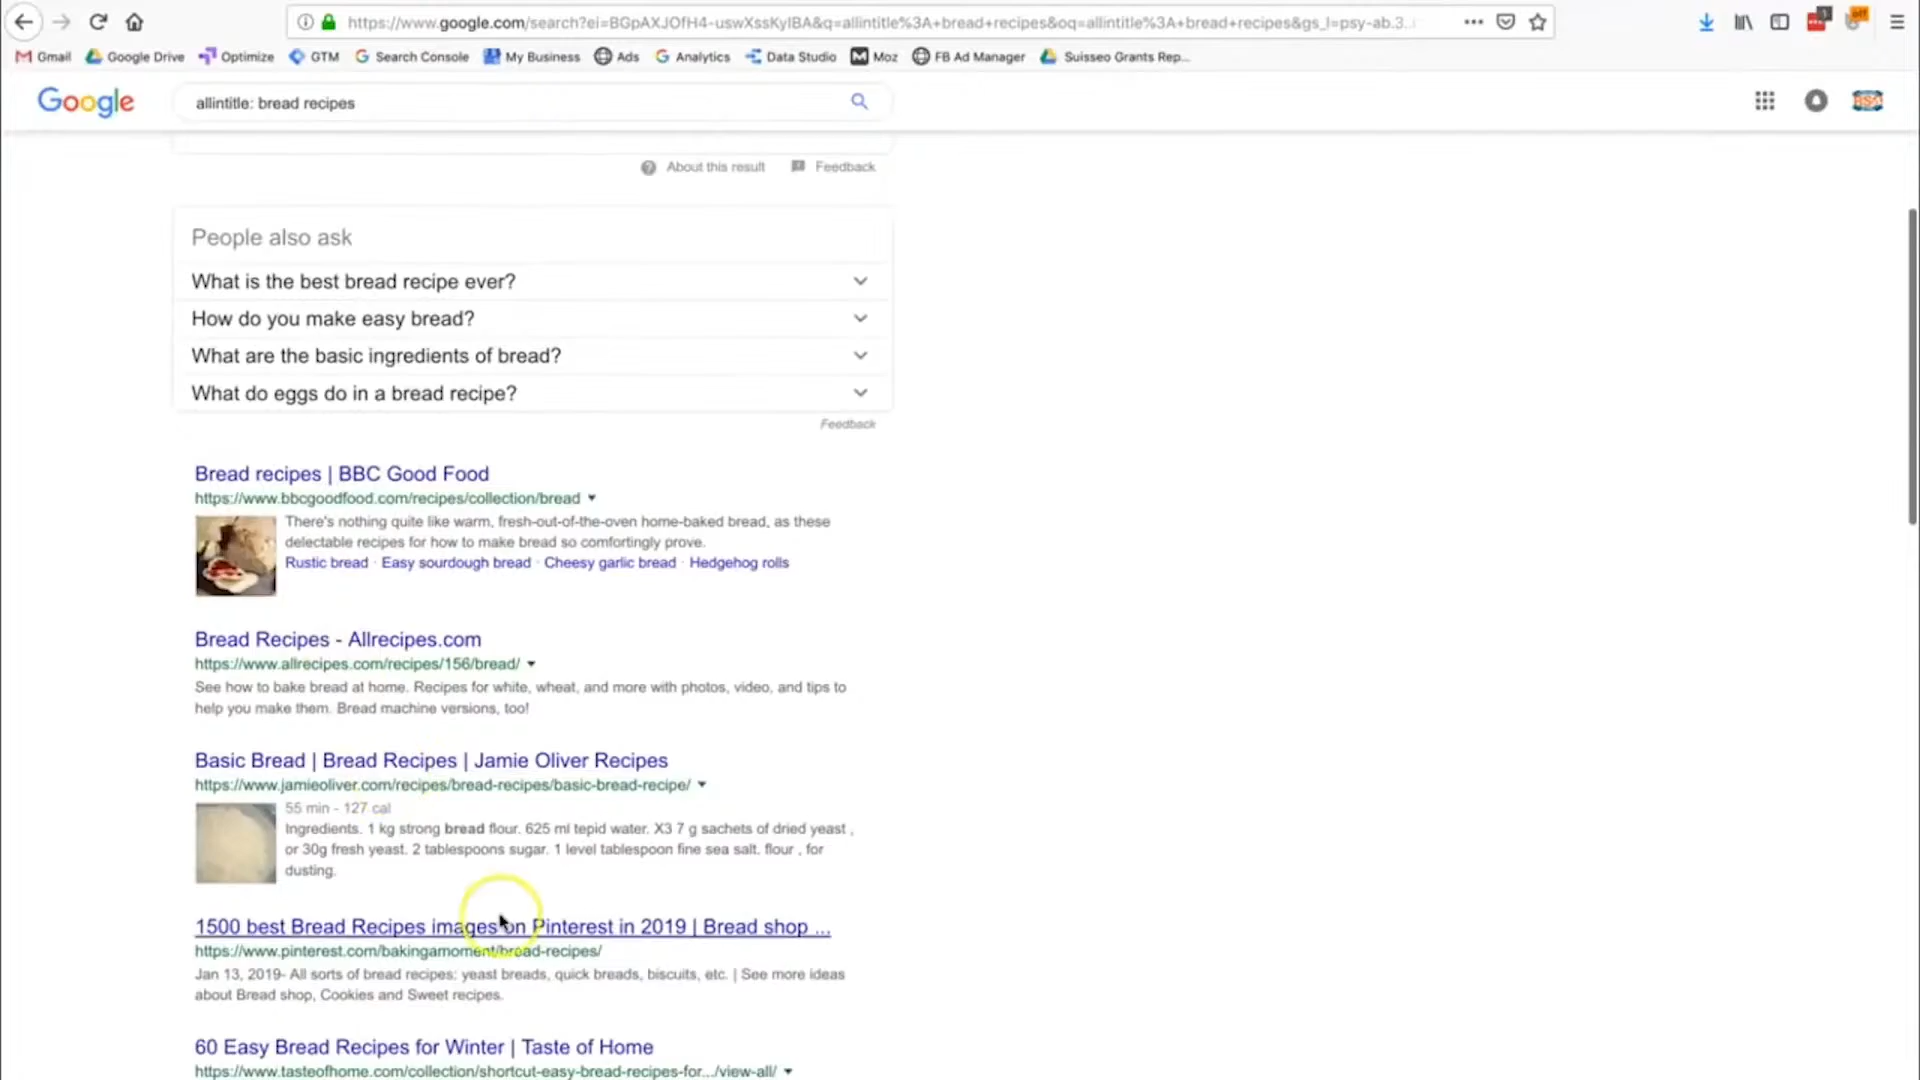 https://www.google.com/search?ei=BGpAXJOfH4-uswXssKyIBA&q=allintitle%3A+bread+recipes&oq=allintitle%3A+bread+recipes&gs_l=psy-ab.3...
1
off
Gmail
Google Drive
Optimize
GTM
Search Console
My Business
Ads
Analytics
Data Studio
Moz
FB Ad Manager
Suisseo Grants Rep...
Google
allintitle: bread recipes
About this result
Feedback
People also ask
What is the best bread recipe ever?
How do you make easy bread?
What are the basic ingredients of bread?
What do eggs do in a bread recipe?
Feedback
Bread recipes | BBC Good Food
https://www.bbcgoodfood.com/recipes/collection/bread
There's nothing quite like warm, fresh-out-of-the-oven home-baked bread, as these
delectable recipes for how to make bread so comfortingly prove.
Rustic bread · Easy sourdough bread · Cheesy garlic bread · Hedgehog rolls
Bread Recipes - Allrecipes.com
https://www.allrecipes.com/recipes/156/bread/
See how to bake bread at home. Recipes for white, wheat, and more with photos, video, and tips to
help you make them. Bread machine versions, too!
Basic Bread | Bread Recipes | Jamie Oliver Recipes
https://www.jamieoliver.com/recipes/bread-recipes/basic-bread-recipe/
55 min - 127 cal
Ingredients. 1 kg strong bread flour. 625 ml tepid water. X3 7 g sachets of dried yeast ,
or 30g fresh yeast. 2 tablespoons sugar. 1 level tablespoon fine sea salt. flour , for
dusting.
1500 best Bread Recipes images on Pinterest in 2019 | Bread shop ...
https://www.pinterest.com/bakingamoment/bread-recipes/
Jan 13, 2019- All sorts of bread recipes: yeast breads, quick breads, biscuits, etc. | See more ideas
about Bread shop, Cookies and Sweet recipes.
60 Easy Bread Recipes for Winter | Taste of Home
https://www.tasteofhome.com/collection/shortcut-easy-bread-recipes-for.../view-all/